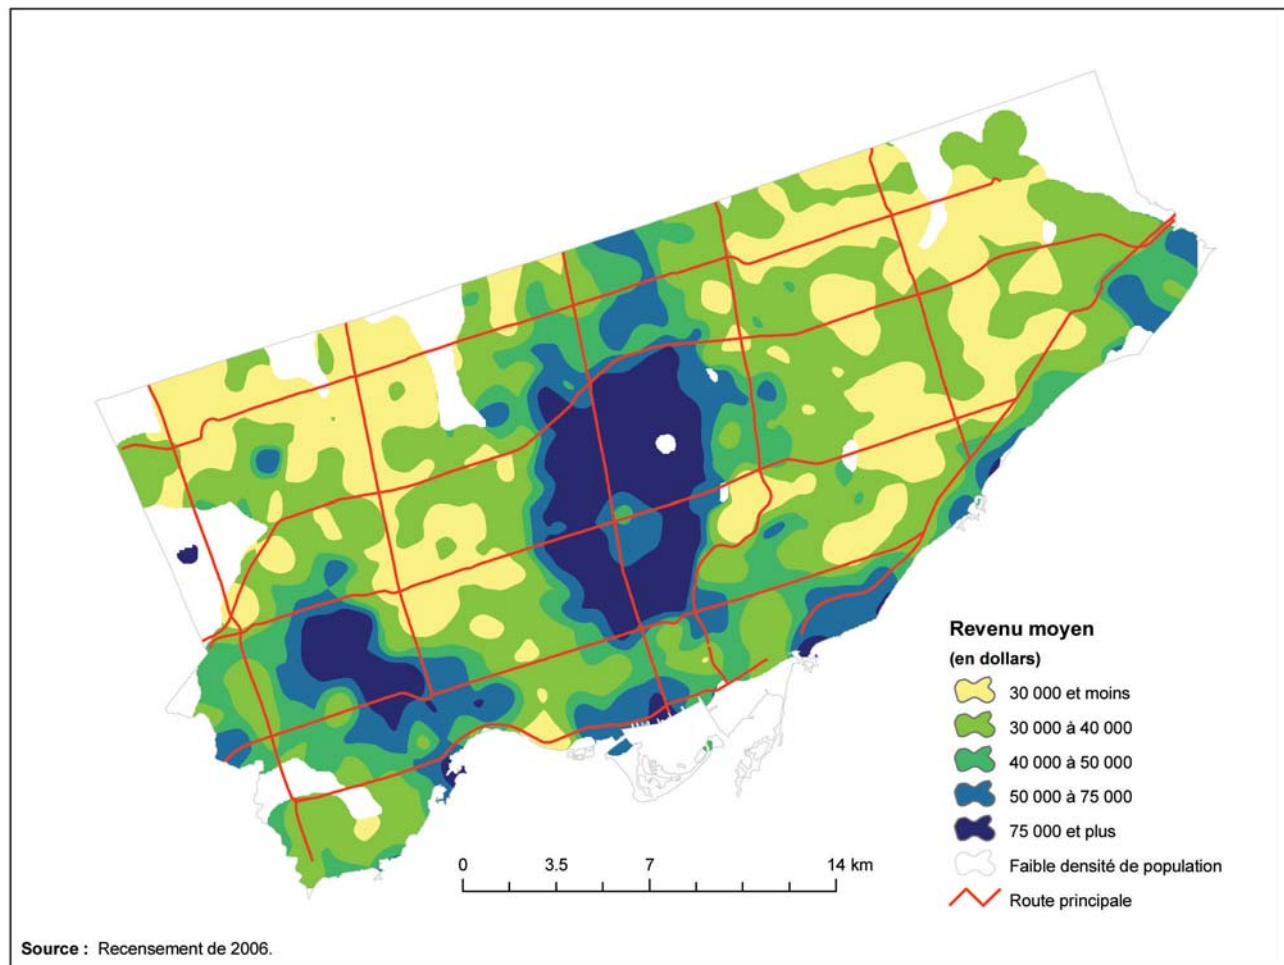 Revenu moyen
(en dollars)
30 000 et moins
30 000 à 40 000
40 000 à 50 000
50 000 à 75 000
75 000 et plus
Faible densité de population
Route principale
0 3.5 7 14 km
Source : Recensement de 2006.